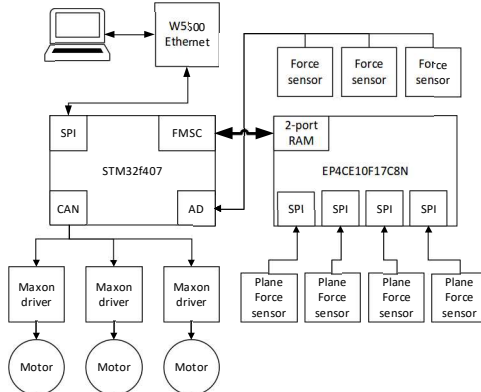 W5500
Ethernet
Force
sensor
Force
sensor
Force
sensor
SPI
FMSC
2-port
RAM
STM32f407
EP4CE10F17C8N
CAN
AD
SPI
SPI
SPI
SPI
Maxon
driver
Maxon
driver
Maxon
driver
Plane
Force
sensor
Plane
Force
sensor
Plane
Force
sensor
Plane
Force
sensor
Motor
Motor
Motor